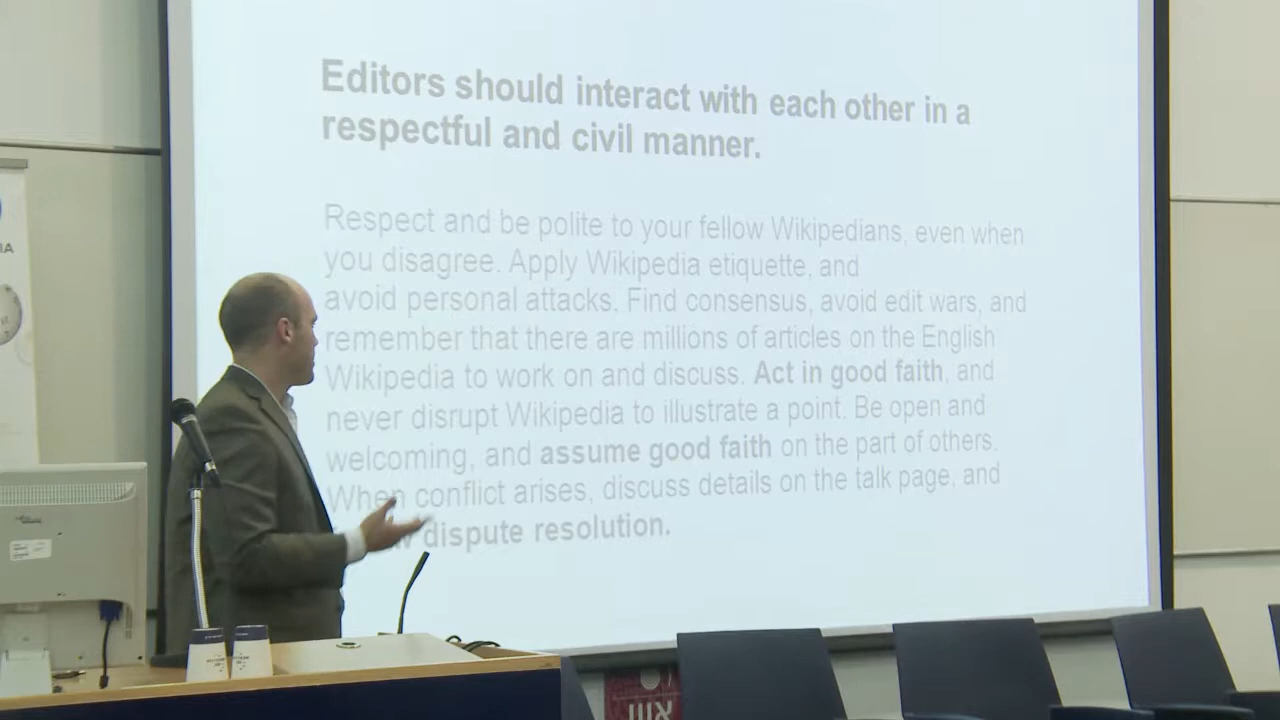 Editors should interact with each other in a
respectful and civil manner.
Respect and be polite to your fellow Wikipedians, even when
you disagree. Apply Wikipedia etiquette, and
avoid personal attacks. Find consensus, avoid edit wars, and
remember that there are millions of articles on the English
Wikipedia to work on and discuss. Act in good faith, and
never disrupt Wikipedia to illustrate a point. Be open and
welcoming, and assume good faith on the part of others.
When conflict arises, discuss details on the talk page, and
dispute resolution.
IA